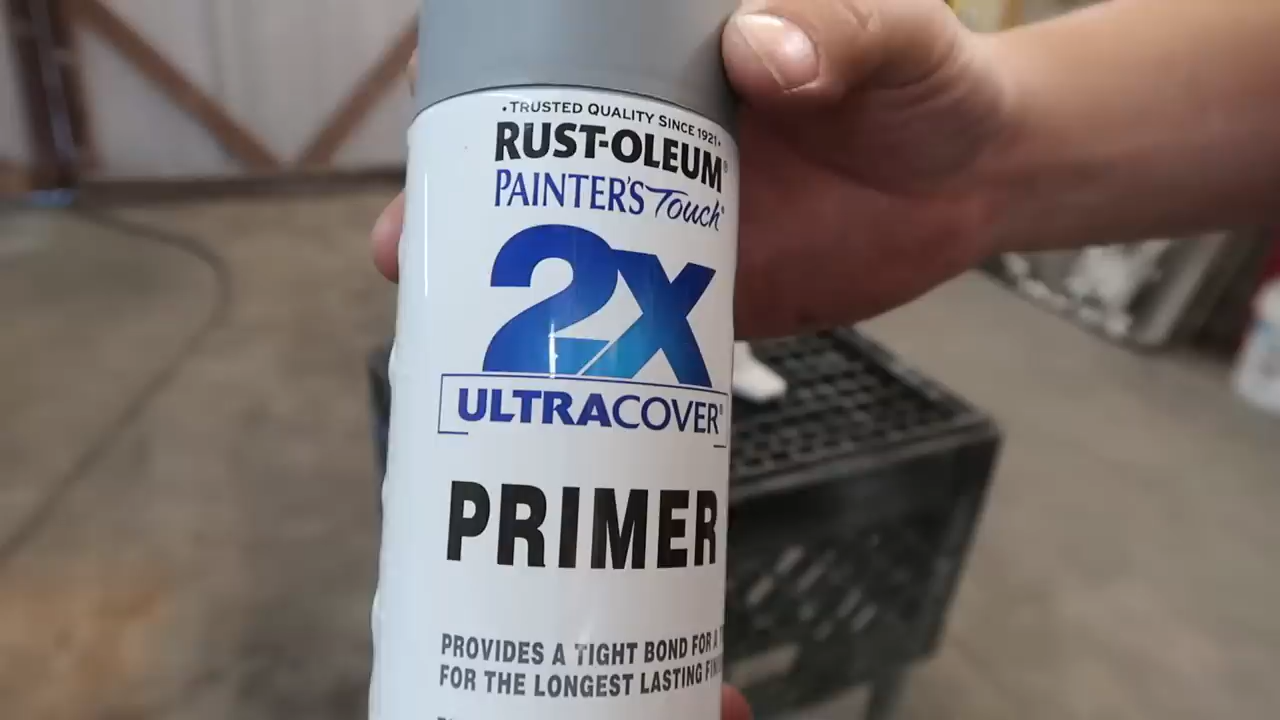 •TRUSTED QUALITY SINCE 1921•
RUST-OLEUM®
PAINTER'S Touch®
2X
ULTRACOVER®
PRIMER
PROVIDES A TIGHT BOND FOR A
FOR THE LONGEST LASTING